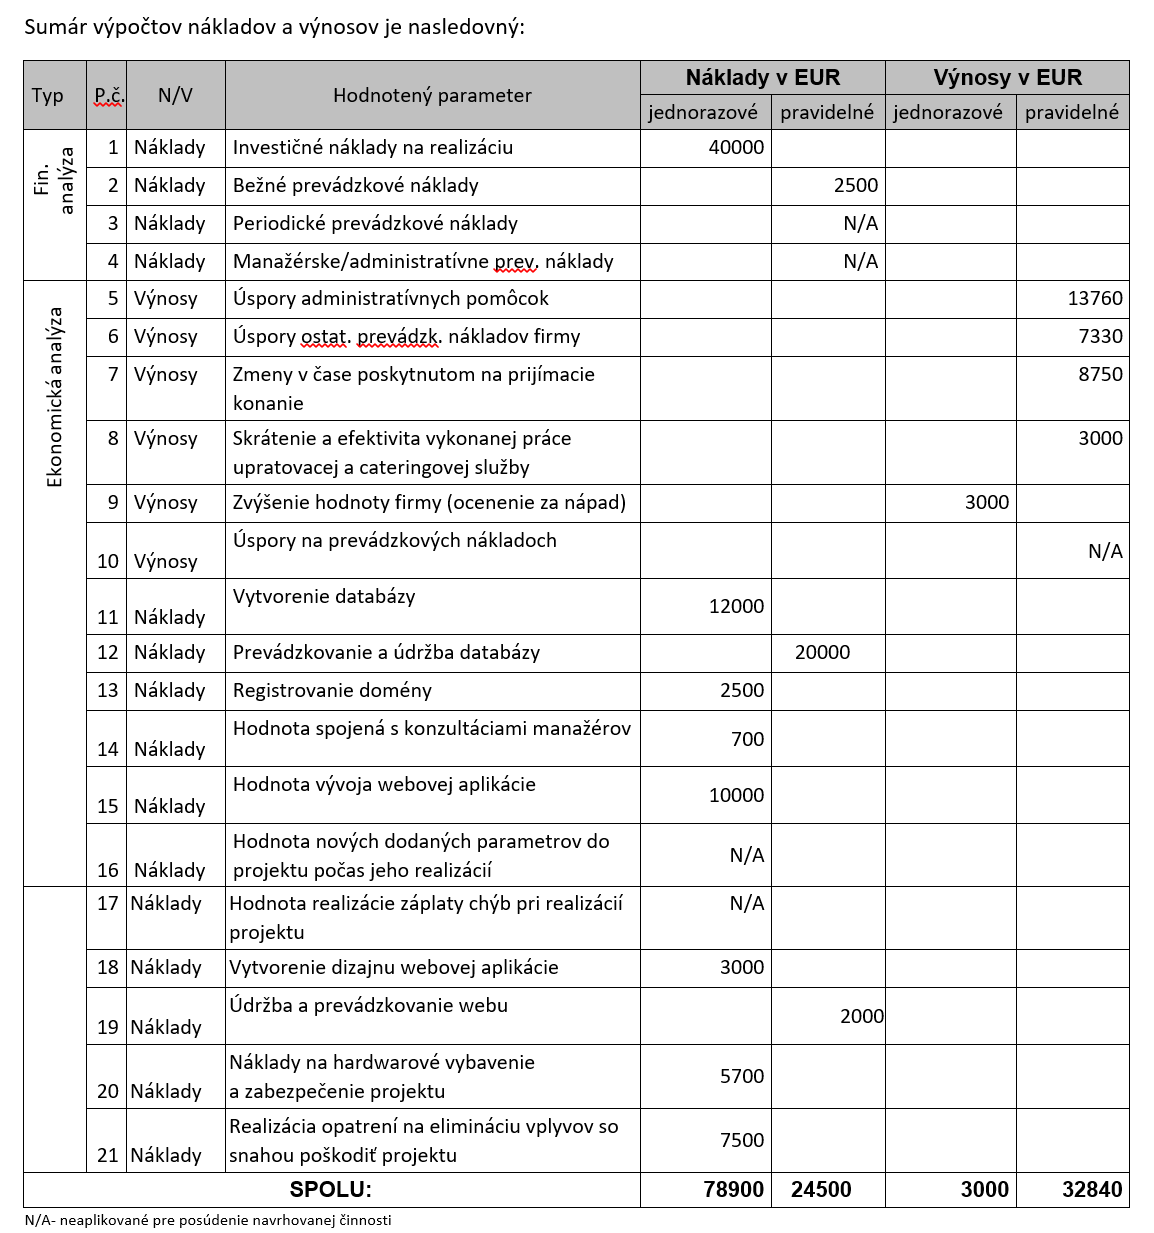 Sumár výpočtov nákladov a výnosov je nasledovný:
Typ P.č. N/V Hodnotený parameter Náklady v EUR Výnosy v EUR
jednorazové pravidelné jednorazové pravidelné
Fin. analýza
1 Náklady Investičné náklady na realizáciu 40000
2 Náklady Bežné prevádzkové náklady 2500
3 Náklady Periodické prevádzkové náklady N/A
4 Náklady Manažérske/administratívne prev. náklady N/A
Ekonomická analýza
5 Výnosy Úspory administratívnych pomôcok 13760
6 Výnosy Úspory ostat. prevádzk. nákladov firmy 7330
7 Výnosy Zmeny v čase poskytnutom na prijímacie 8750
konanie
8 Výnosy Skrátenie a efektivita vykonanej práce 3000
upratovacej a cateringovej služby
9 Výnosy Zvýšenie hodnoty firmy (ocenenie za nápad) 3000
10 Výnosy Úspory na prevádzkových nákladoch N/A
11 Náklady Vytvorenie databázy 12000
12 Náklady Prevádzkovanie a údržba databázy 20000
13 Náklady Registrovanie domény 2500
14 Náklady Hodnota spojená s konzultáciami manažérov 700
15 Náklady Hodnota vývoja webovej aplikácie 10000
16 Náklady Hodnota nových dodaných parametrov do
projektu počas jeho realizácií N/A
17 Náklady Hodnota realizácie záplaty chýb pri realizácií N/A
projektu
18 Náklady Vytvorenie dizajnu webovej aplikácie 3000
19 Náklady Údržba a prevádzkovanie webu 2000
20 Náklady Náklady na hardwarové vybavenie
a zabezpečenie projektu 5700
21 Náklady Realizácia opatrení na elimináciu vplyvov so
snahou poškodiť projektu 7500
SPOLU: 78900 24500 3000 32840
N/A- neaplikované pre posúdenie navrhovanej činnosti